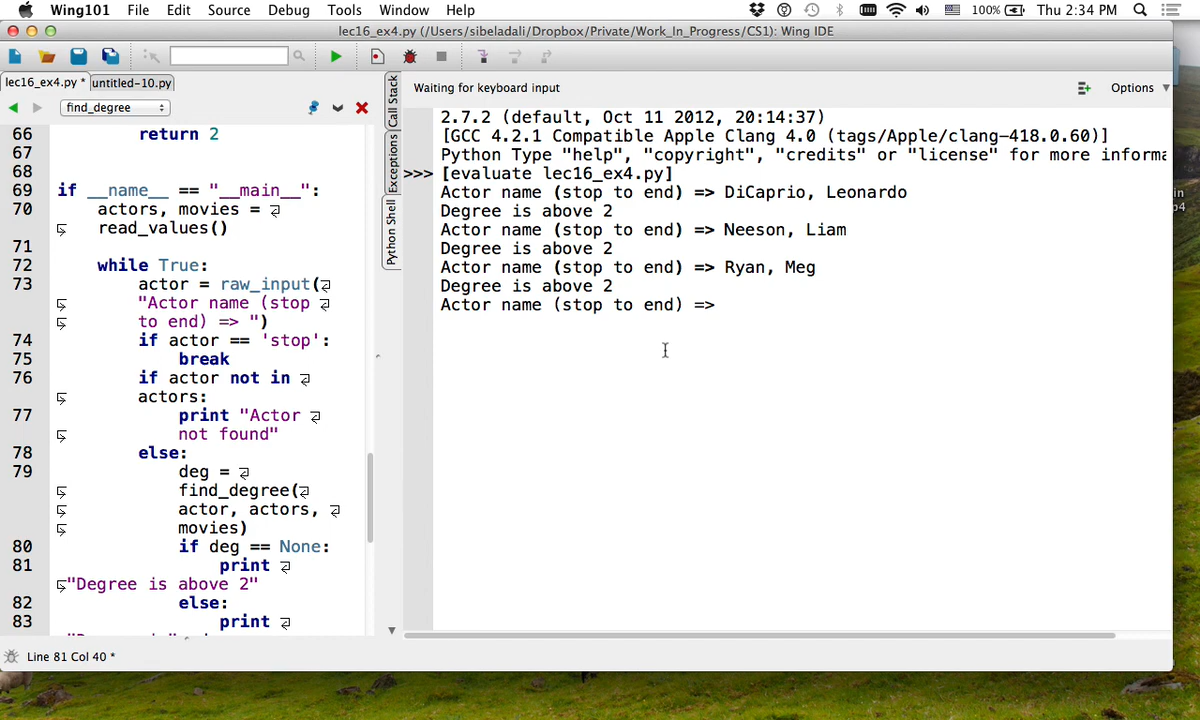 Wing101 File Edit Source Debug Tools Window Help 100% Thu 2:34 PM
lec16_ex4.py (/Users/sibeladali/Dropbox/Private/Work_In_Progress/CS1): Wing IDE
lec16_ex4.py * untitled-10.py
find_degree
66 return 2
67
68
69 if __name__ == "__main__":
70 actors, movies =
read_values()
71
72 while True:
73 actor = raw_input(
"Actor name (stop
to end) => ")
74 if actor == 'stop':
75 break
76 if actor not in
actors:
77 print "Actor
not found"
78 else:
79 deg =
find_degree(
actor, actors,
movies)
80 if deg == None:
81 print
"Degree is above 2"
82 else:
83 print
Call Stack
Exceptions
Python Shell
Waiting for keyboard input
Options
2.7.2 (default, Oct 11 2012, 20:14:37)
[GCC 4.2.1 Compatible Apple Clang 4.0 (tags/Apple/clang-418.0.60)]
Python Type "help", "copyright", "credits" or "license" for more informa
>>> [evaluate lec16_ex4.py]
Actor name (stop to end) => DiCaprio, Leonardo
Degree is above 2
Actor name (stop to end) => Neeson, Liam
Degree is above 2
Actor name (stop to end) => Ryan, Meg
Degree is above 2
Actor name (stop to end) =>
in
p4
Line 81 Col 40 *